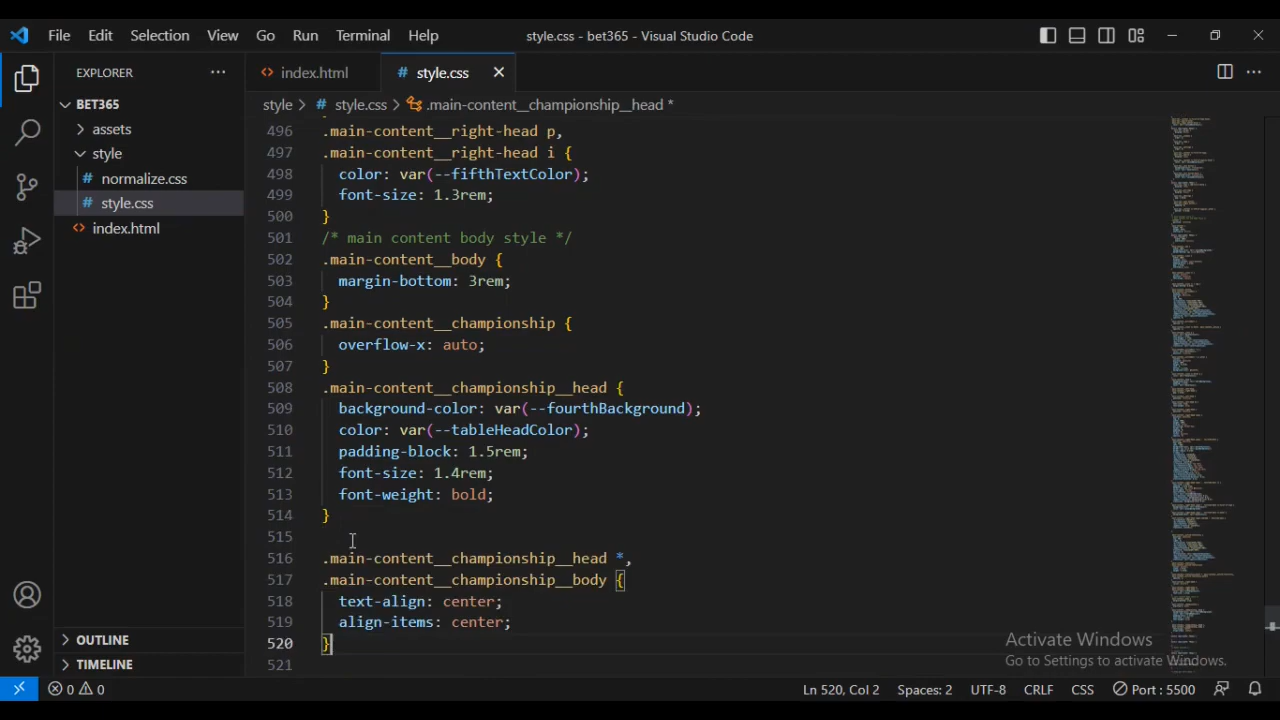 File Edit Selection View Go Run Terminal Help style.css - bet365 - Visual Studio Code
EXPLORER
index.html # style.css
BET365
style > # style.css > .main-content__championship__head *
assets
style
# normalize.css
# style.css
index.html
496 .main-content__right-head p,
497 .main-content__right-head i {
498 color: var(--fifthTextColor);
499 font-size: 1.3rem;
500 }
501 /* main content body style */
502 .main-content__body {
503 margin-bottom: 3rem;
504 }
505 .main-content__championship {
506 overflow-x: auto;
507 }
508 .main-content__championship__head {
509 background-color: var(--fourthBackground);
510 color: var(--tableHeadColor);
511 padding-block: 1.5rem;
512 font-size: 1.4rem;
513 font-weight: bold;
514 }
515
516 .main-content__championship__head *,
517 .main-content__championship__body {
518 text-align: center;
519 align-items: center;
520 }
521
OUTLINE
TIMELINE
Activate Windows
Go to Settings to activate Windows.
0 0 Ln 520, Col 2 Spaces: 2 UTF-8 CRLF CSS Port : 5500